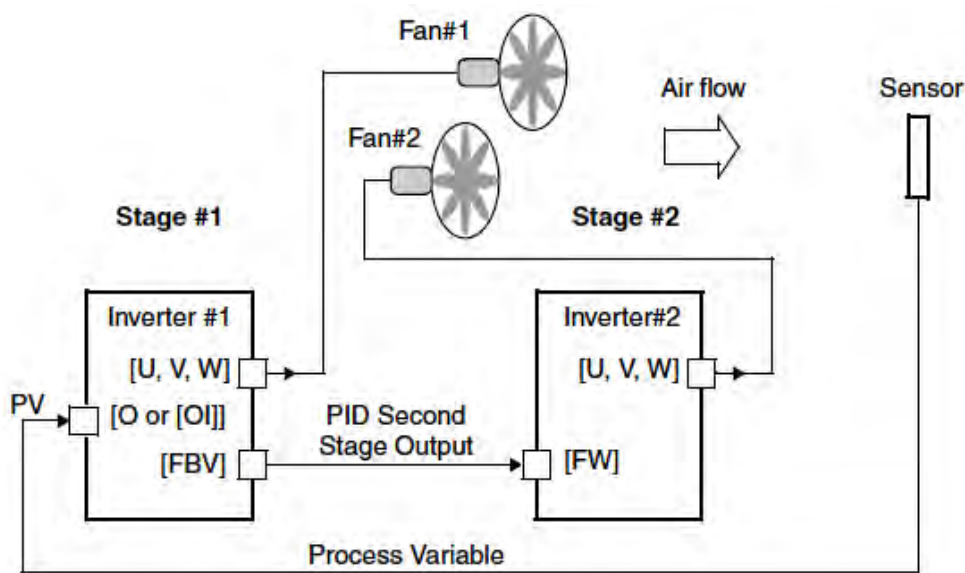 Fan#1
Air flow
Sensor
Fan#2
Stage #1
Stage #2
Inverter #1
Inverter#2
[U, V, W]
[U, V, W]
PV
[O or [OI]]
PID Second
Stage Output
[FBV]
[FW]
Process Variable